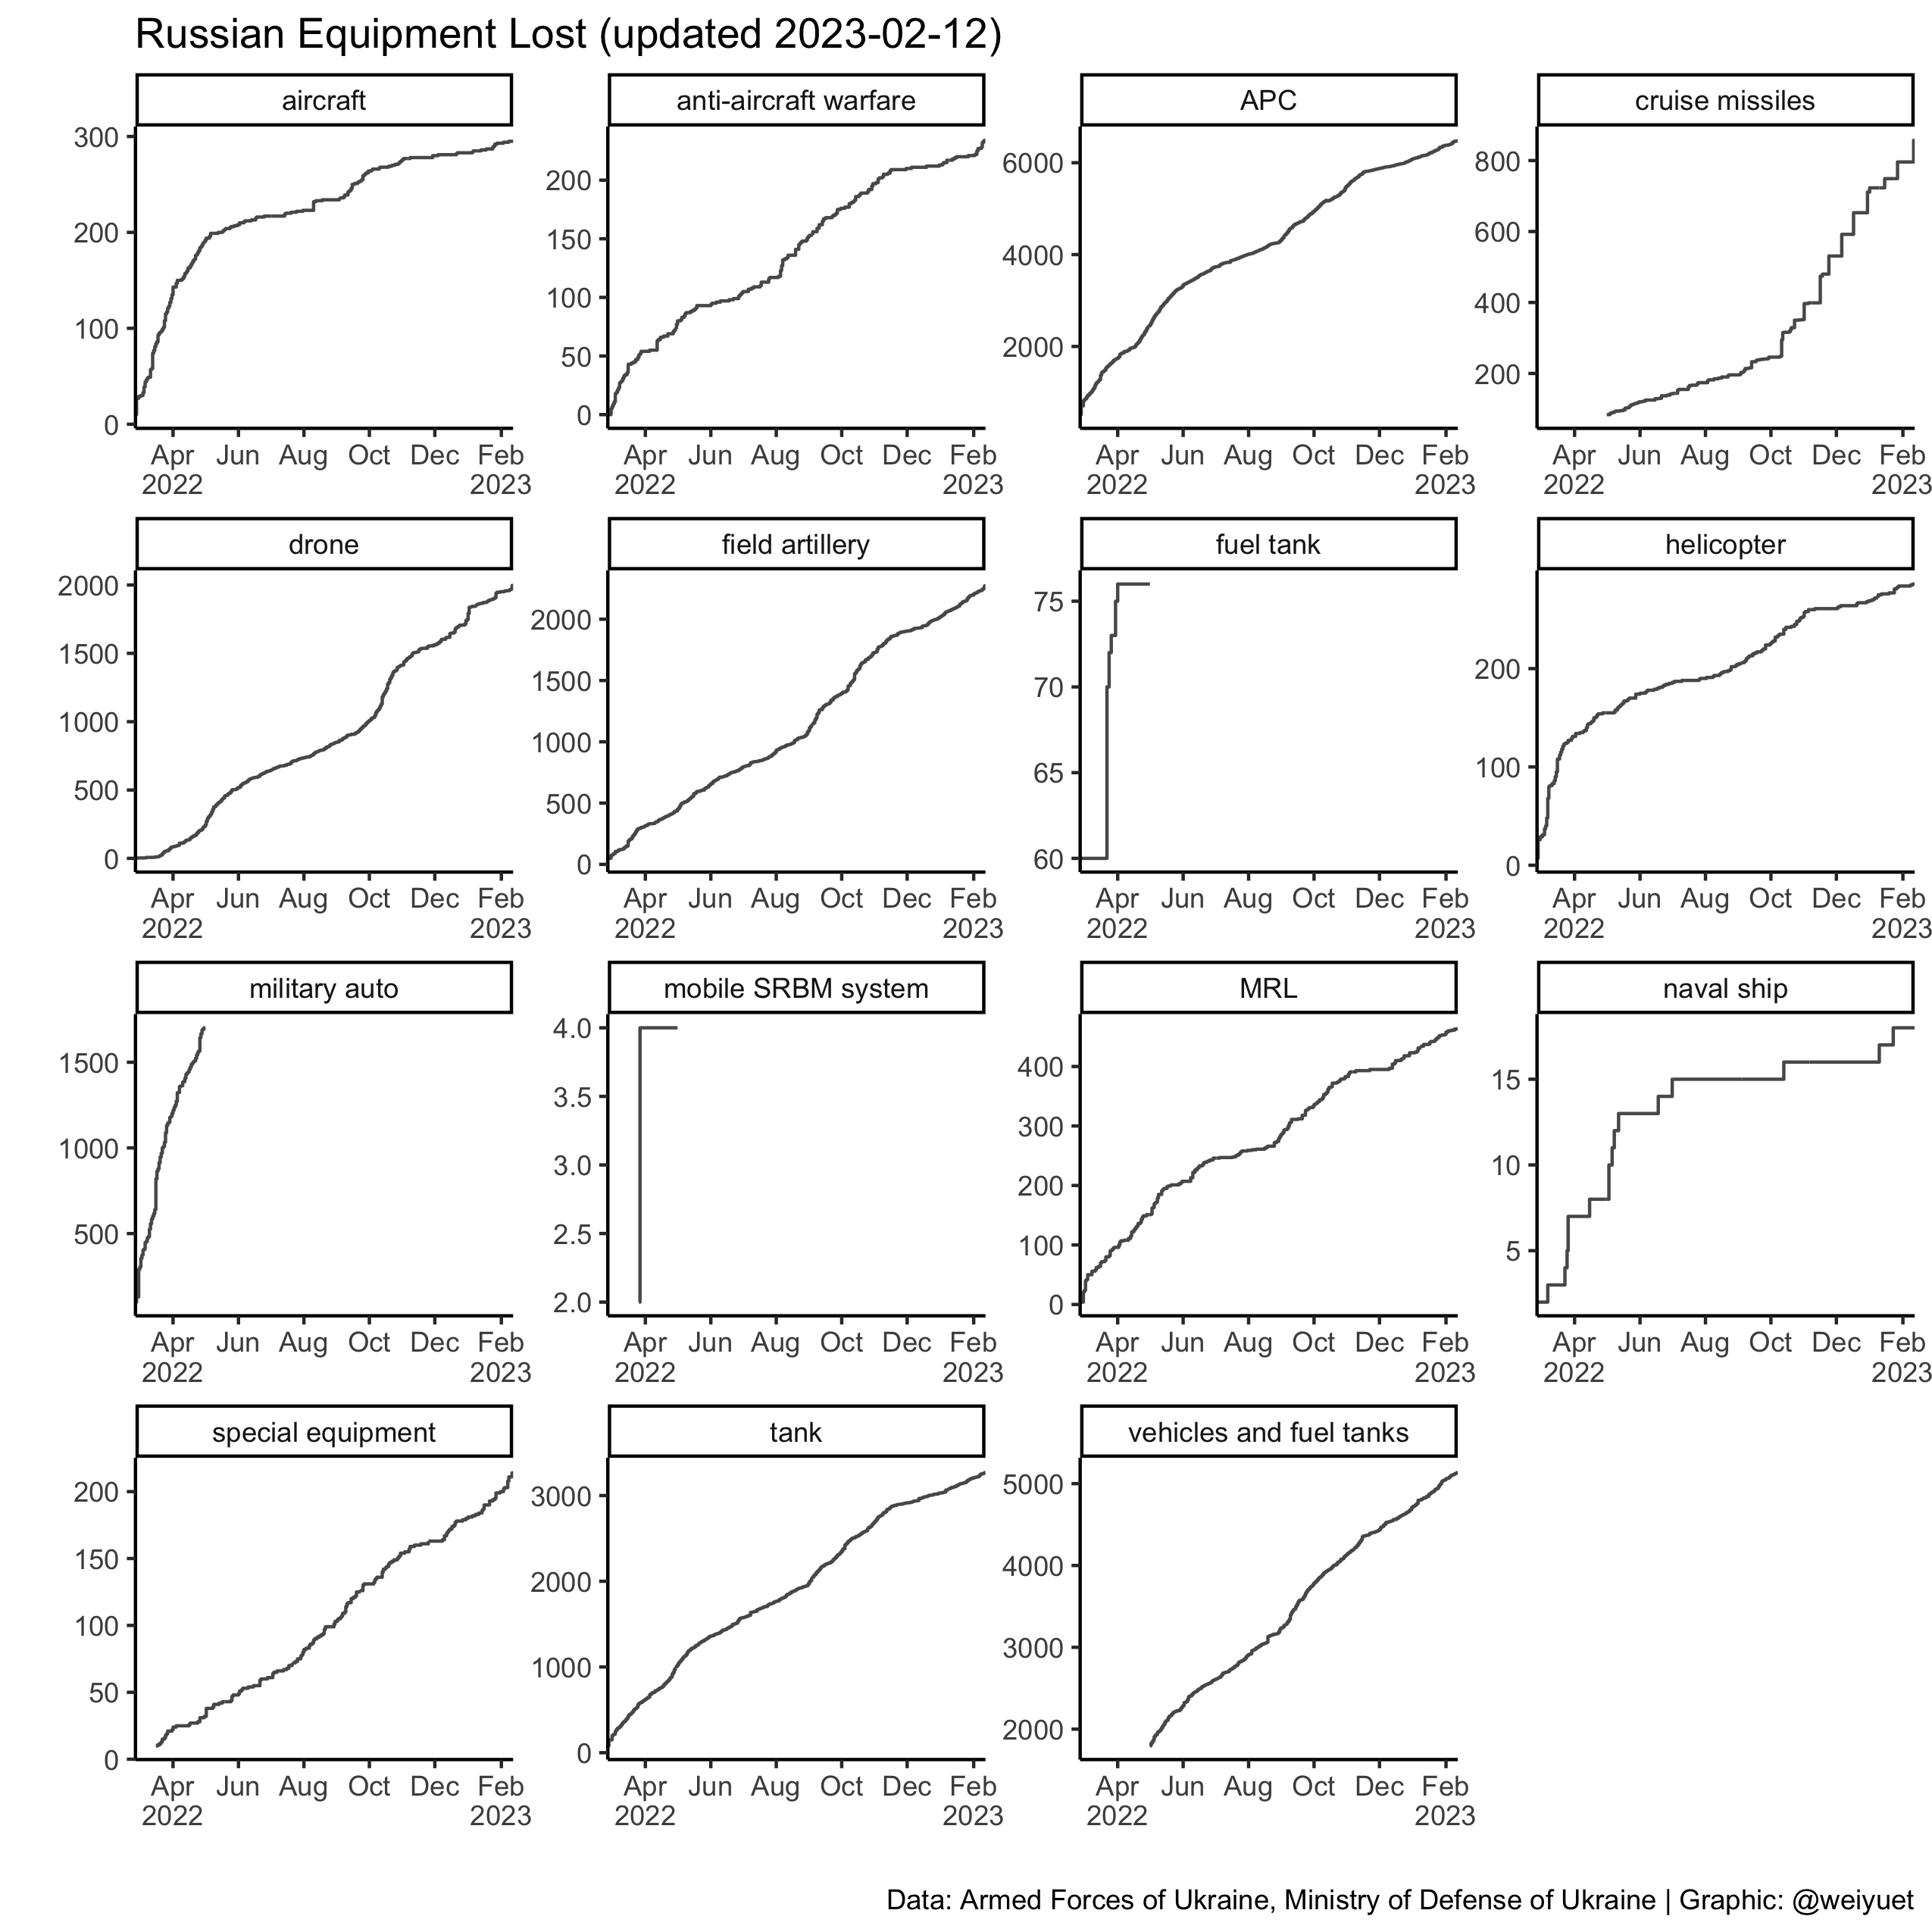 Russian Equipment Lost (updated 2023-02-12)
aircraft
300
200
100
0
Apr Jun Aug Oct Dec Feb
2022 2023
anti-aircraft warfare
200
150
100
50
0
Apr Jun Aug Oct Dec Feb
2022 2023
APC
6000
4000
2000
Apr Jun Aug Oct Dec Feb
2022 2023
cruise missiles
800
600
400
200
Apr Jun Aug Oct Dec Feb
2022 2023
drone
2000
1500
1000
500
0
Apr Jun Aug Oct Dec Feb
2022 2023
field artillery
2000
1500
1000
500
0
Apr Jun Aug Oct Dec Feb
2022 2023
fuel tank
75
70
65
60
Apr Jun Aug Oct Dec Feb
2022 2023
helicopter
200
100
0
Apr Jun Aug Oct Dec Feb
2022 2023
military auto
1500
1000
500
Apr Jun Aug Oct Dec Feb
2022 2023
mobile SRBM system
4.0
3.5
3.0
2.5
2.0
Apr Jun Aug Oct Dec Feb
2022 2023
MRL
400
300
200
100
0
Apr Jun Aug Oct Dec Feb
2022 2023
naval ship
15
10
5
Apr Jun Aug Oct Dec Feb
2022 2023
special equipment
200
150
100
50
0
Apr Jun Aug Oct Dec Feb
2022 2023
tank
3000
2000
1000
0
Apr Jun Aug Oct Dec Feb
2022 2023
vehicles and fuel tanks
5000
4000
3000
2000
Apr Jun Aug Oct Dec Feb
2022 2023
Data: Armed Forces of Ukraine, Ministry of Defense of Ukraine | Graphic: @weiyuet